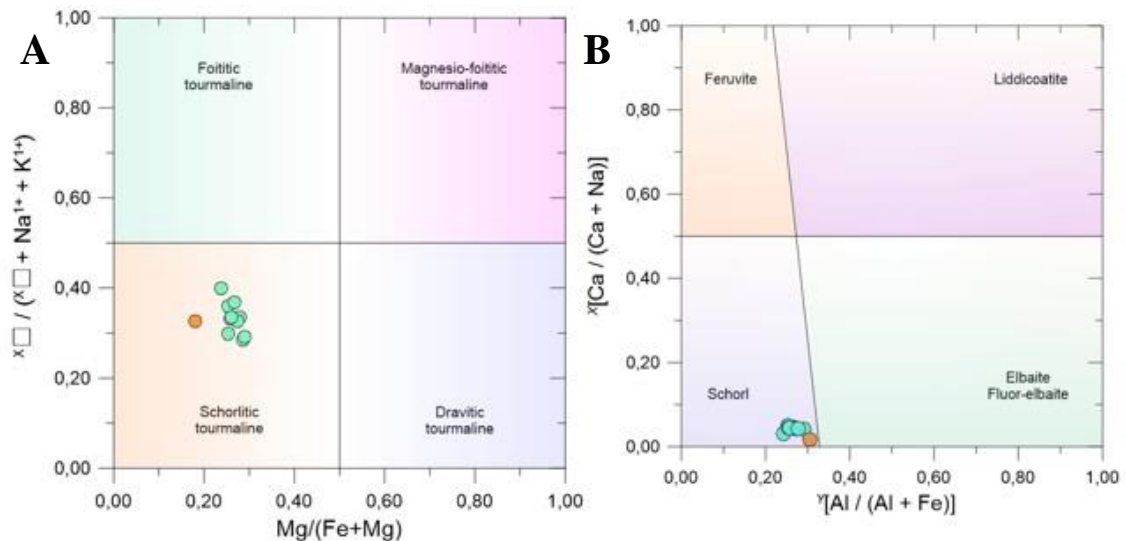 A
1,00
0,80
0,60
0,40
0,20
0,00
ˣ□ / (ˣ□ + Na¹⁺ + K¹⁺)
Foititic
tourmaline
Magnesio-foititic
tourmaline
Schorlitic
tourmaline
Dravitic
tourmaline
0,00 0,20 0,40 0,60 0,80 1,00
Mg/(Fe+Mg)
B
1,00
0,80
0,60
0,40
0,20
0,00
ˣ[Ca / (Ca + Na)]
Feruvite
Liddicoatite
Schorl
Elbaite
Fluor-elbaite
0,00 0,20 0,40 0,60 0,80 1,00
ʸ[Al / (Al + Fe)]